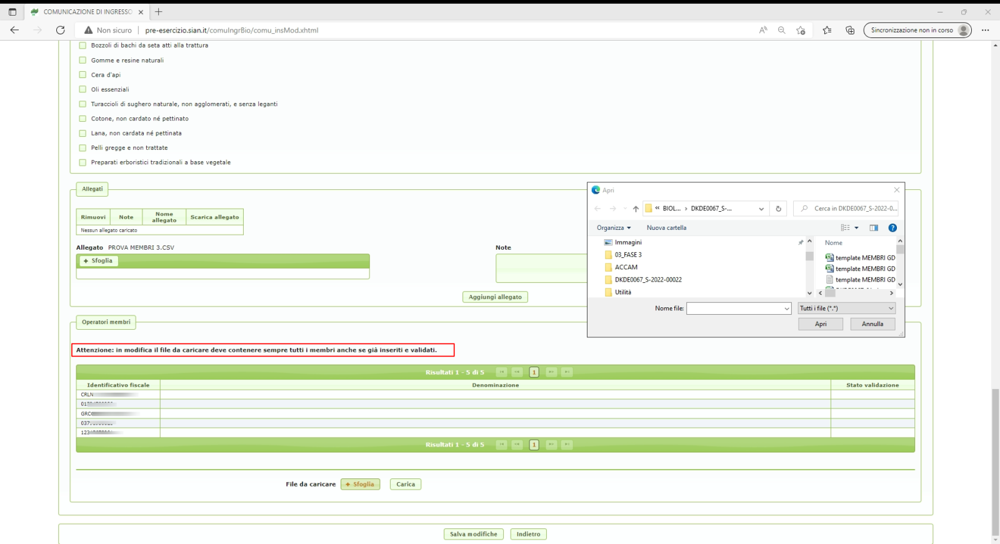 COMUNICAZIONE DI INGRESSO
Non sicuro | pre-esercizio.sian.it/comuIngrBio/comu_insMod.xhtml
Sincronizzazione non in corso
Bozzoli di bachi da seta atti alla trattura
Gomme e resine naturali
Cera d'api
Oli essenziali
Turaccioli di sughero naturale, non agglomerati, e senza leganti
Cotone, non cardato né pettinato
Lana, non cardata né pettinata
Pelli gregge e non trattate
Preparati erboristici tradizionali a base vegetale
Allegati
Rimuovi Note Nome allegato Scarica allegato
Nessun allegato caricato
Allegato PROVA MEMBRI 3.CSV
+ Sfoglia
Note
Aggiungi allegato
Apri
« BIOL... › DKDE0067_S-...
Cerca in DKDE0067_S-2022-0...
Organizza Nuova cartella
Immagini
03_FASE 3
ACCAM
DKDE0067_S-2022-00022
Utilità
Nome
template MEMBRI GD
template MEMBRI GD
template MEMBRI GD
Nome file:
Tutti i file (*.*)
Apri Annulla
Operatori membri
Attenzione: in modifica il file da caricare deve contenere sempre tutti i membri anche se già inseriti e validati.
Risultati 1 - 5 di 5 1
Identificativo fiscale Denominazione Stato validazione
CRLN
GRC
037
123
Risultati 1 - 5 di 5 1
File da caricare + Sfoglia Carica
Salva modifiche Indietro